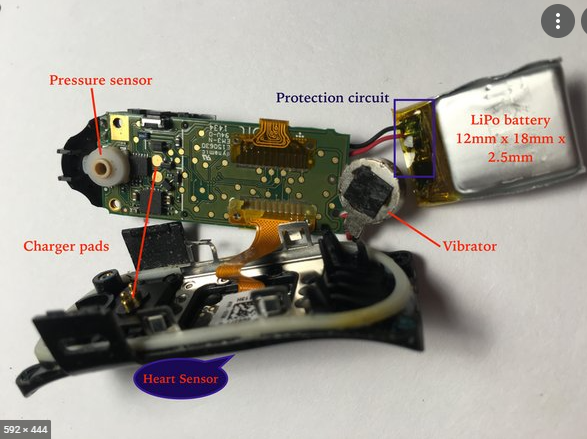 Pressure sensor
Protection circuit
LiPo battery
12mm x 18mm x
2.5mm
Charger pads
Vibrator
Heart Sensor
592 × 444